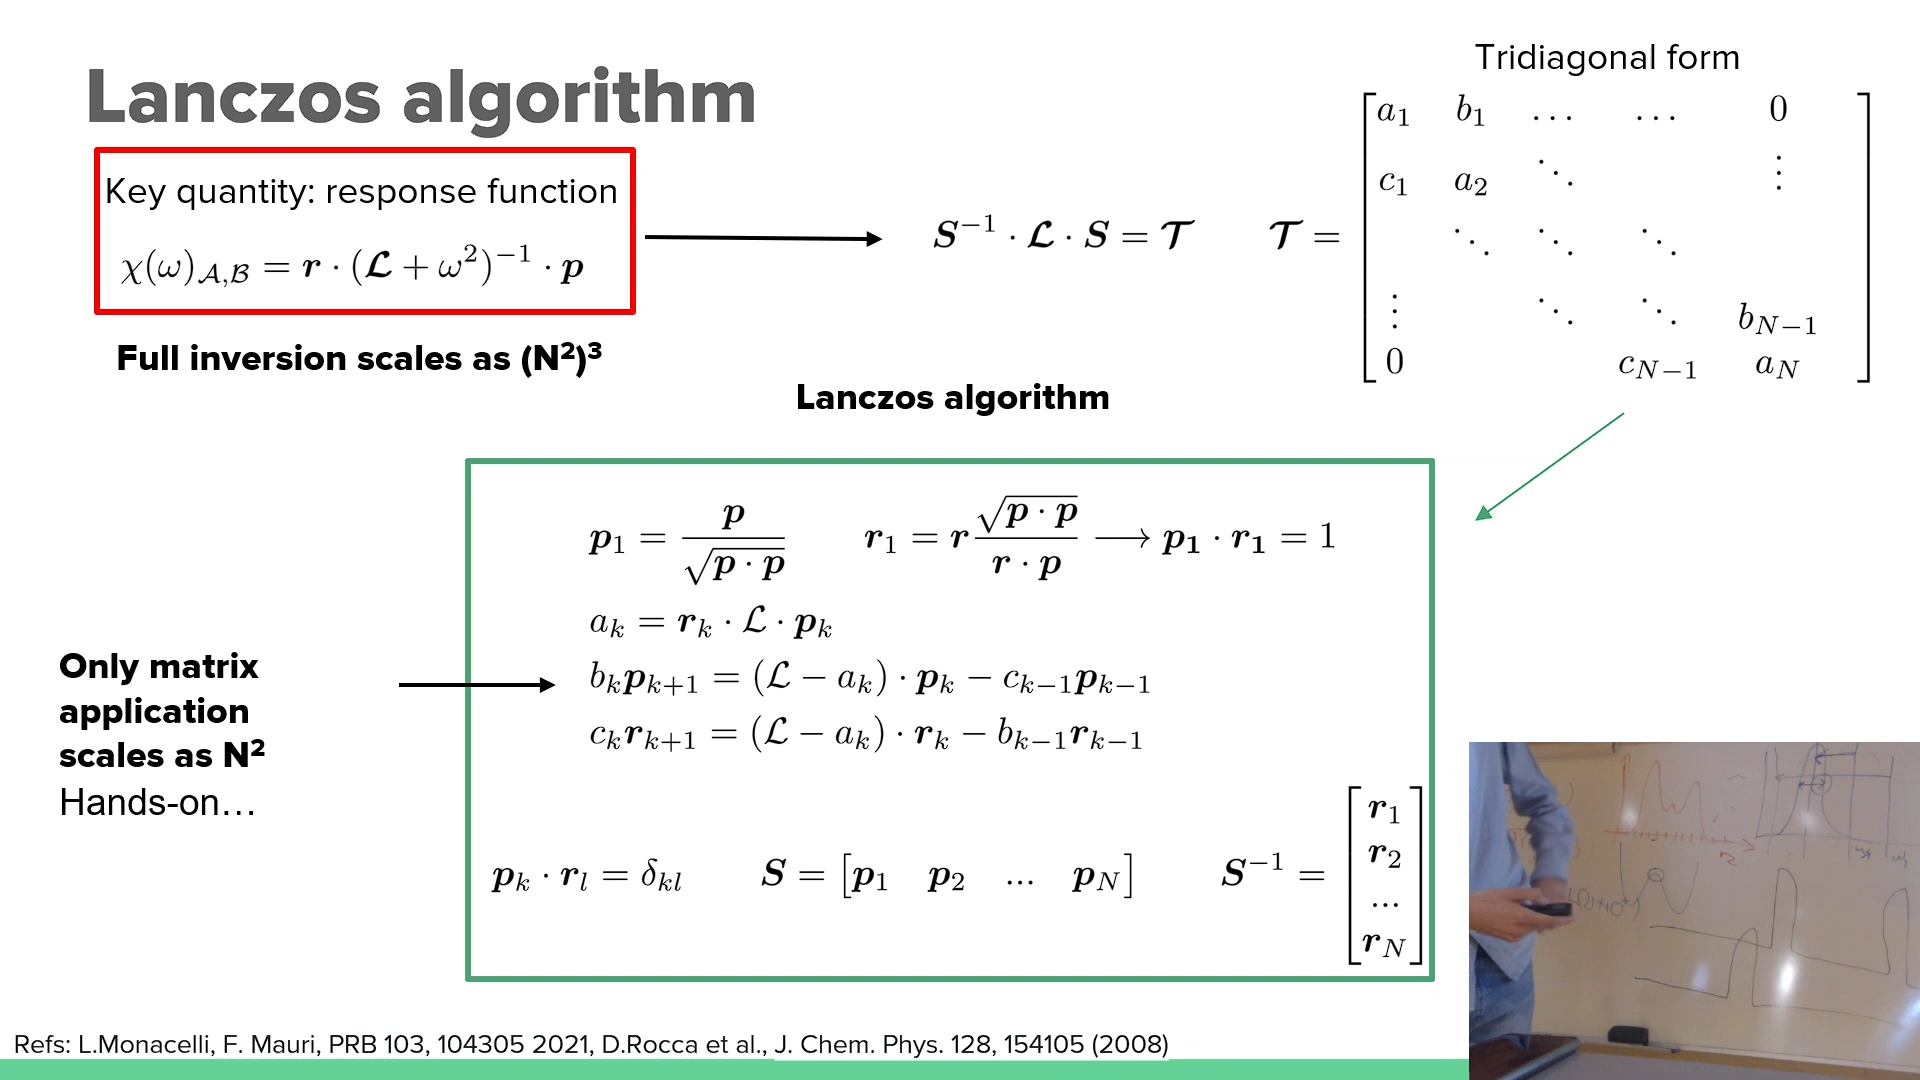 Lanczos algorithm
Key quantity: response function
χ(ω)_{𝒜,ℬ} = r · (ℒ + ω²)⁻¹ · p
Full inversion scales as (N²)³
S⁻¹ · ℒ · S = 𝒯
Tridiagonal form
𝒯 =
a₁ b₁ … … 0
c₁ a₂ ⋱ ⋮
⋱ ⋱ ⋱
⋮ ⋱ ⋱ b_{N−1}
0 c_{N−1} a_N
Lanczos algorithm
p₁ = p / √(p · p) r₁ = r √(p · p) / (r · p) ⟶ p₁ · r₁ = 1
a_k = r_k · ℒ · p_k
b_k p_{k+1} = (ℒ − a_k) · p_k − c_{k−1} p_{k−1}
c_k r_{k+1} = (ℒ − a_k) · r_k − b_{k−1} r_{k−1}
p_k · r_l = δ_{kl} S = [p₁ p₂ ... p_N] S⁻¹ = [r₁ r₂ ... r_N]
Only matrix
application
scales as N²
Hands-on…
Refs: L.Monacelli, F. Mauri, PRB 103, 104305 2021, D.Rocca et al., J. Chem. Phys. 128, 154105 (2008)